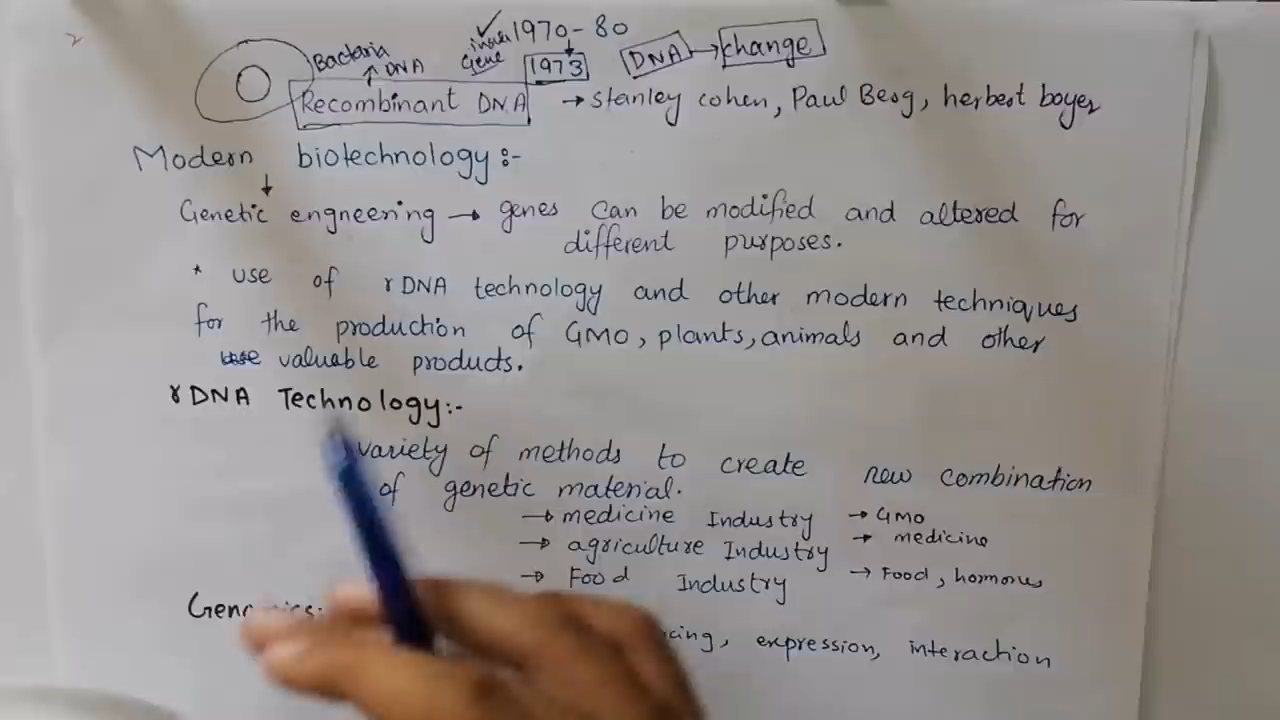 2
1970-80
Bacteria
DNA
Gene
1973
DNA → change
Recombinant DNA → Stanley cohen, Paul Berg, herbest boyer
Modern biotechnology:-
Genetic engneering → genes can be modified and altered for
different purposes.
* use of rDNA technology and other modern techniques
for the production of GMO, plants, animals and other
valuable products.
rDNA Technology:-
variety of methods to create new combination
of genetic material.
→ medicine Industry → GMO
→ agriculture Industry → medicine
→ Food Industry → Food, hormones
expression, interaction